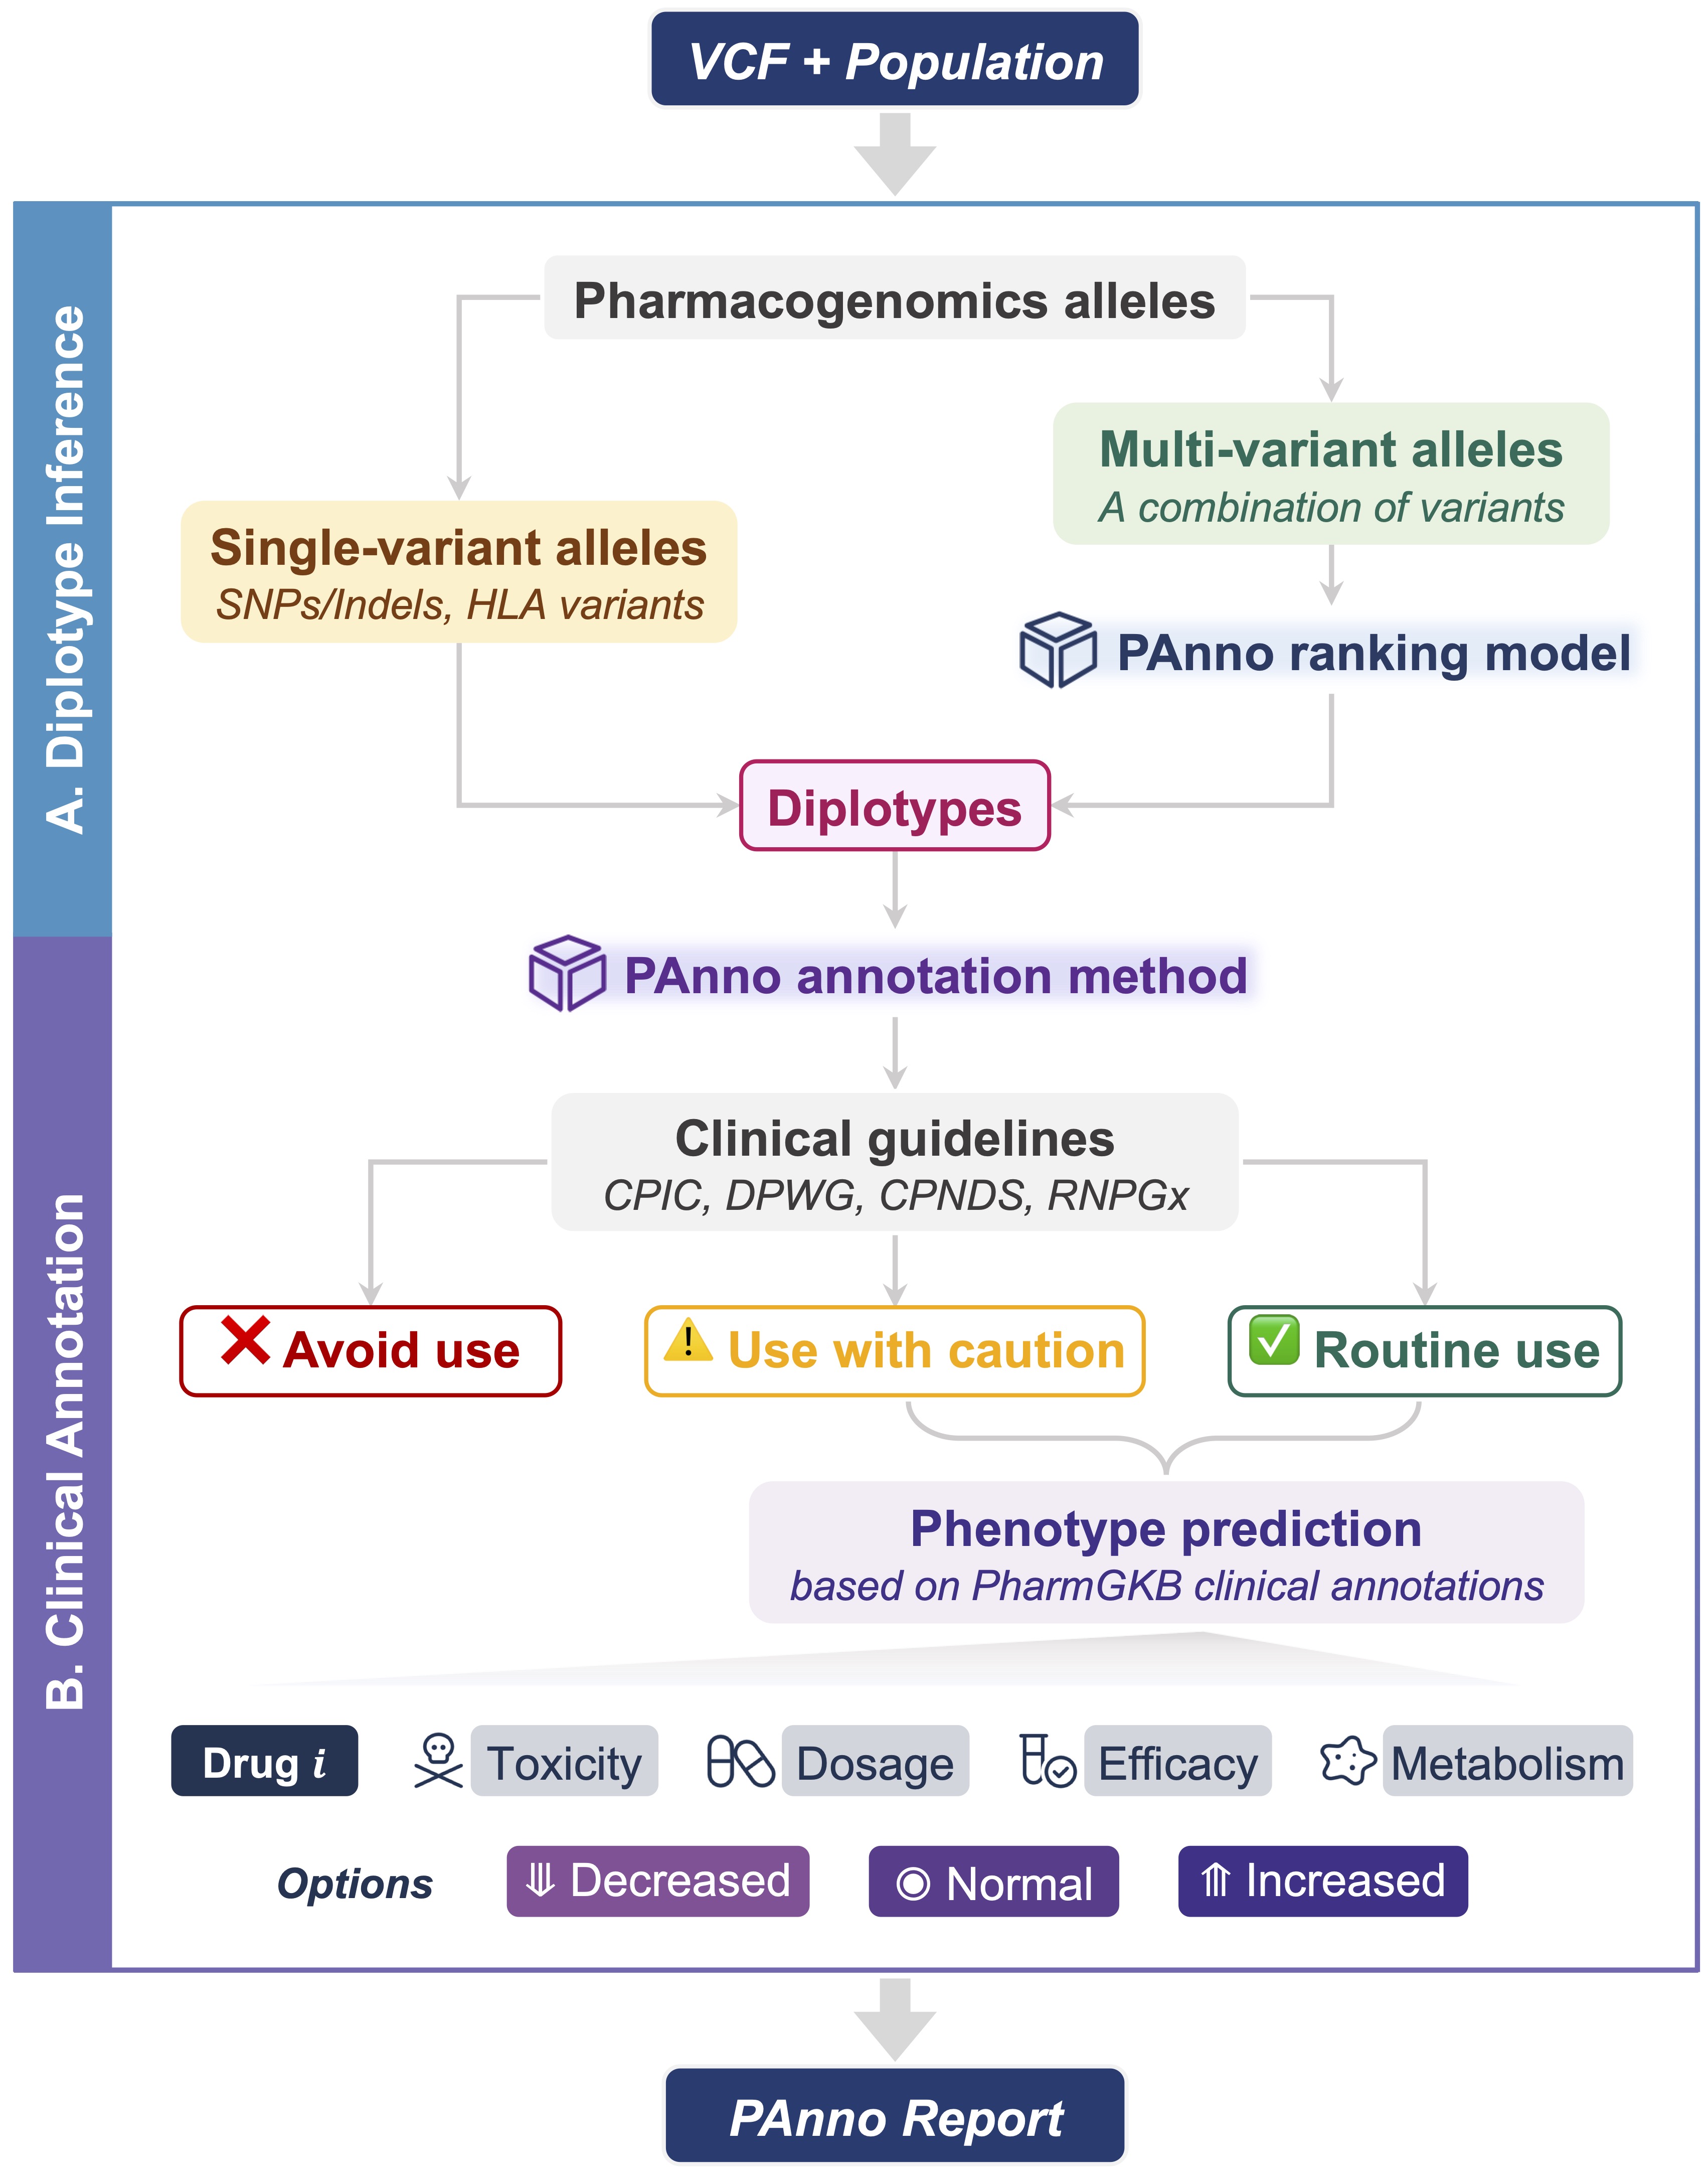 VCF + Population
A. Diplotype Inference
Pharmacogenomics alleles
Multi-variant alleles
A combination of variants
Single-variant alleles
SNPs/Indels, HLA variants
PAnno ranking model
Diplotypes
B. Clinical Annotation
PAnno annotation method
Clinical guidelines
CPIC, DPWG, CPNDS, RNPGx
Avoid use
Use with caution
Routine use
Phenotype prediction
based on PharmGKB clinical annotations
Drug i
Toxicity
Dosage
Efficacy
Metabolism
Options
Decreased
Normal
Increased
PAnno Report